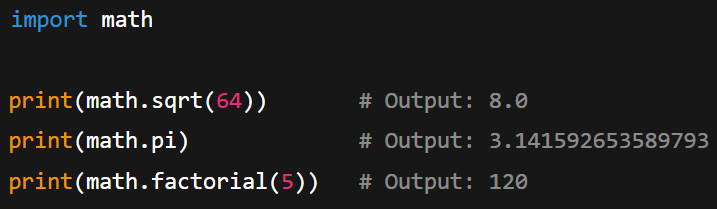 import math
print(math.sqrt(64))       # Output: 8.0
print(math.pi)             # Output: 3.141592653589793
print(math.factorial(5))   # Output: 120